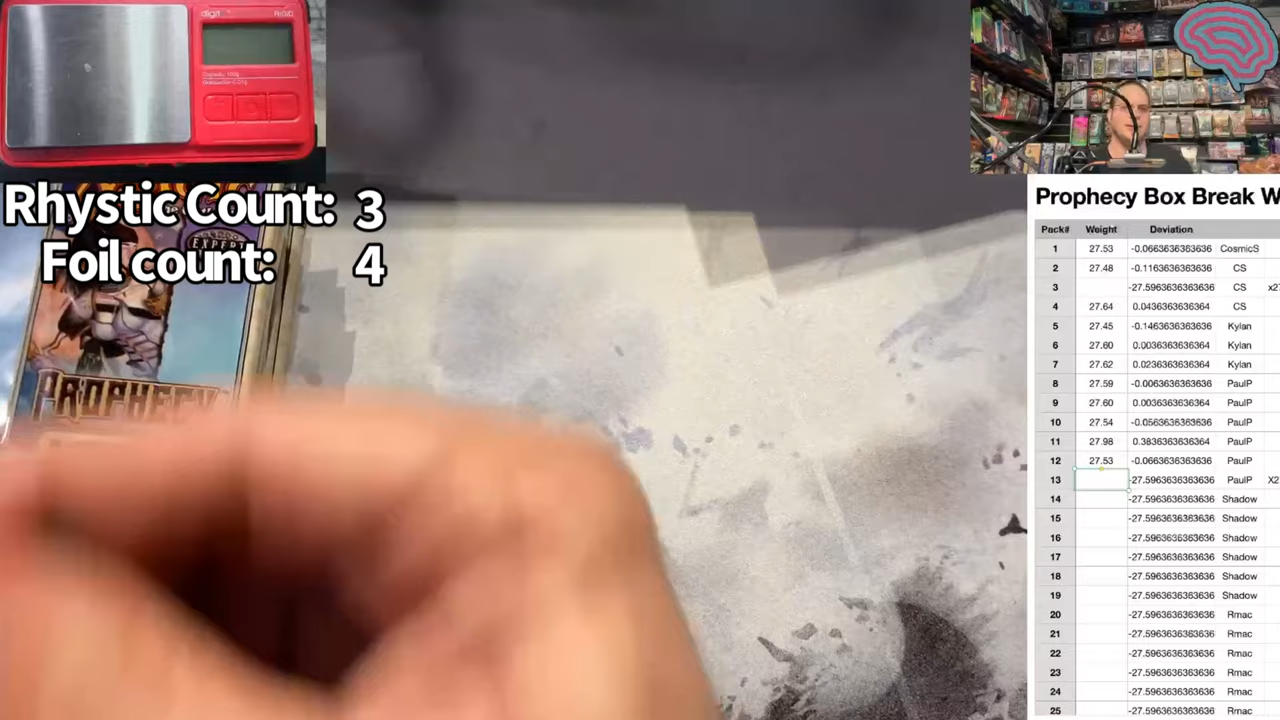 digit
Rhystic Count: 3
EXPERT
Foil count: 4
PROPHECY
Prophecy Box Break W
Pack# Weight Deviation
1 27.53 -0.0663636363636 CosmicS
2 27.48 -0.1163636363636 CS
3 -27.5963636363636 CS x27
4 27.64 0.0436363636364 CS
5 27.45 -0.1463636363636 Kylan
6 27.60 0.0036363636364 Kylan
7 27.62 0.0236363636364 Kylan
8 27.59 -0.0063636363636 PaulP
9 27.60 0.0036363636364 PaulP
10 27.54 -0.0563636363636 PaulP
11 27.98 0.3836363636364 PaulP
12 27.53 -0.0663636363636 PaulP
13 -27.5963636363636 PaulP X2
14 -27.5963636363636 Shadow
15 -27.5963636363636 Shadow
16 -27.5963636363636 Shadow
17 -27.5963636363636 Shadow
18 -27.5963636363636 Shadow
19 -27.5963636363636 Shadow
20 -27.5963636363636 Rmac
21 -27.5963636363636 Rmac
22 -27.5963636363636 Rmac
23 -27.5963636363636 Rmac
24 -27.5963636363636 Rmac
25 -27.5963636363636 Rmac